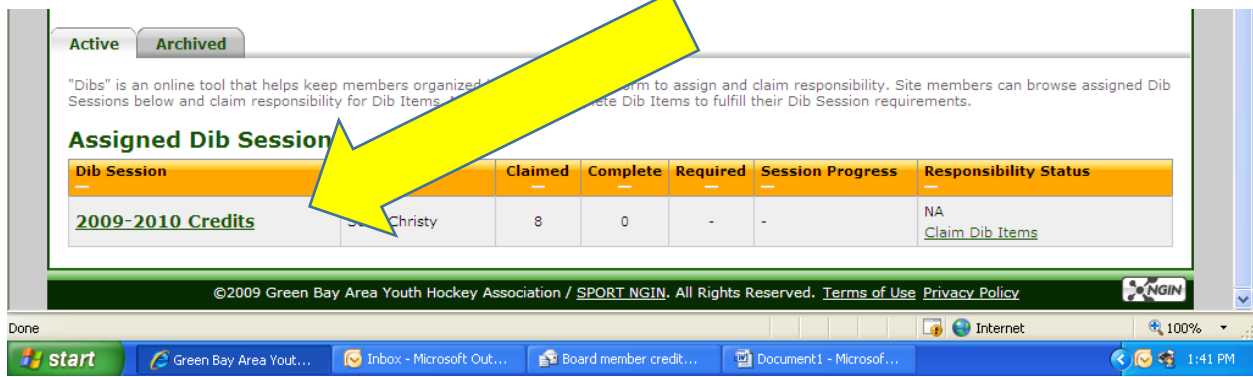 Active Archived
"Dibs" is an online tool that helps keep members organized to assign and claim responsibility. Site members can browse assigned Dib
Sessions below and claim responsibility for Dib Items. Dib Items to fulfill their Dib Session requirements.
Assigned Dib Session
Dib Session Claimed Complete Required Session Progress Responsibility Status
2009-2010 Credits Christy 8 0 - - NA
Claim Dib Items
©2009 Green Bay Area Youth Hockey Association / SPORT NGIN. All Rights Reserved. Terms of Use Privacy Policy NGIN
Done Internet 100%
start Green Bay Area Yout... Inbox - Microsoft Out... Board member credit... Document1 - Microsof... 1:41 PM